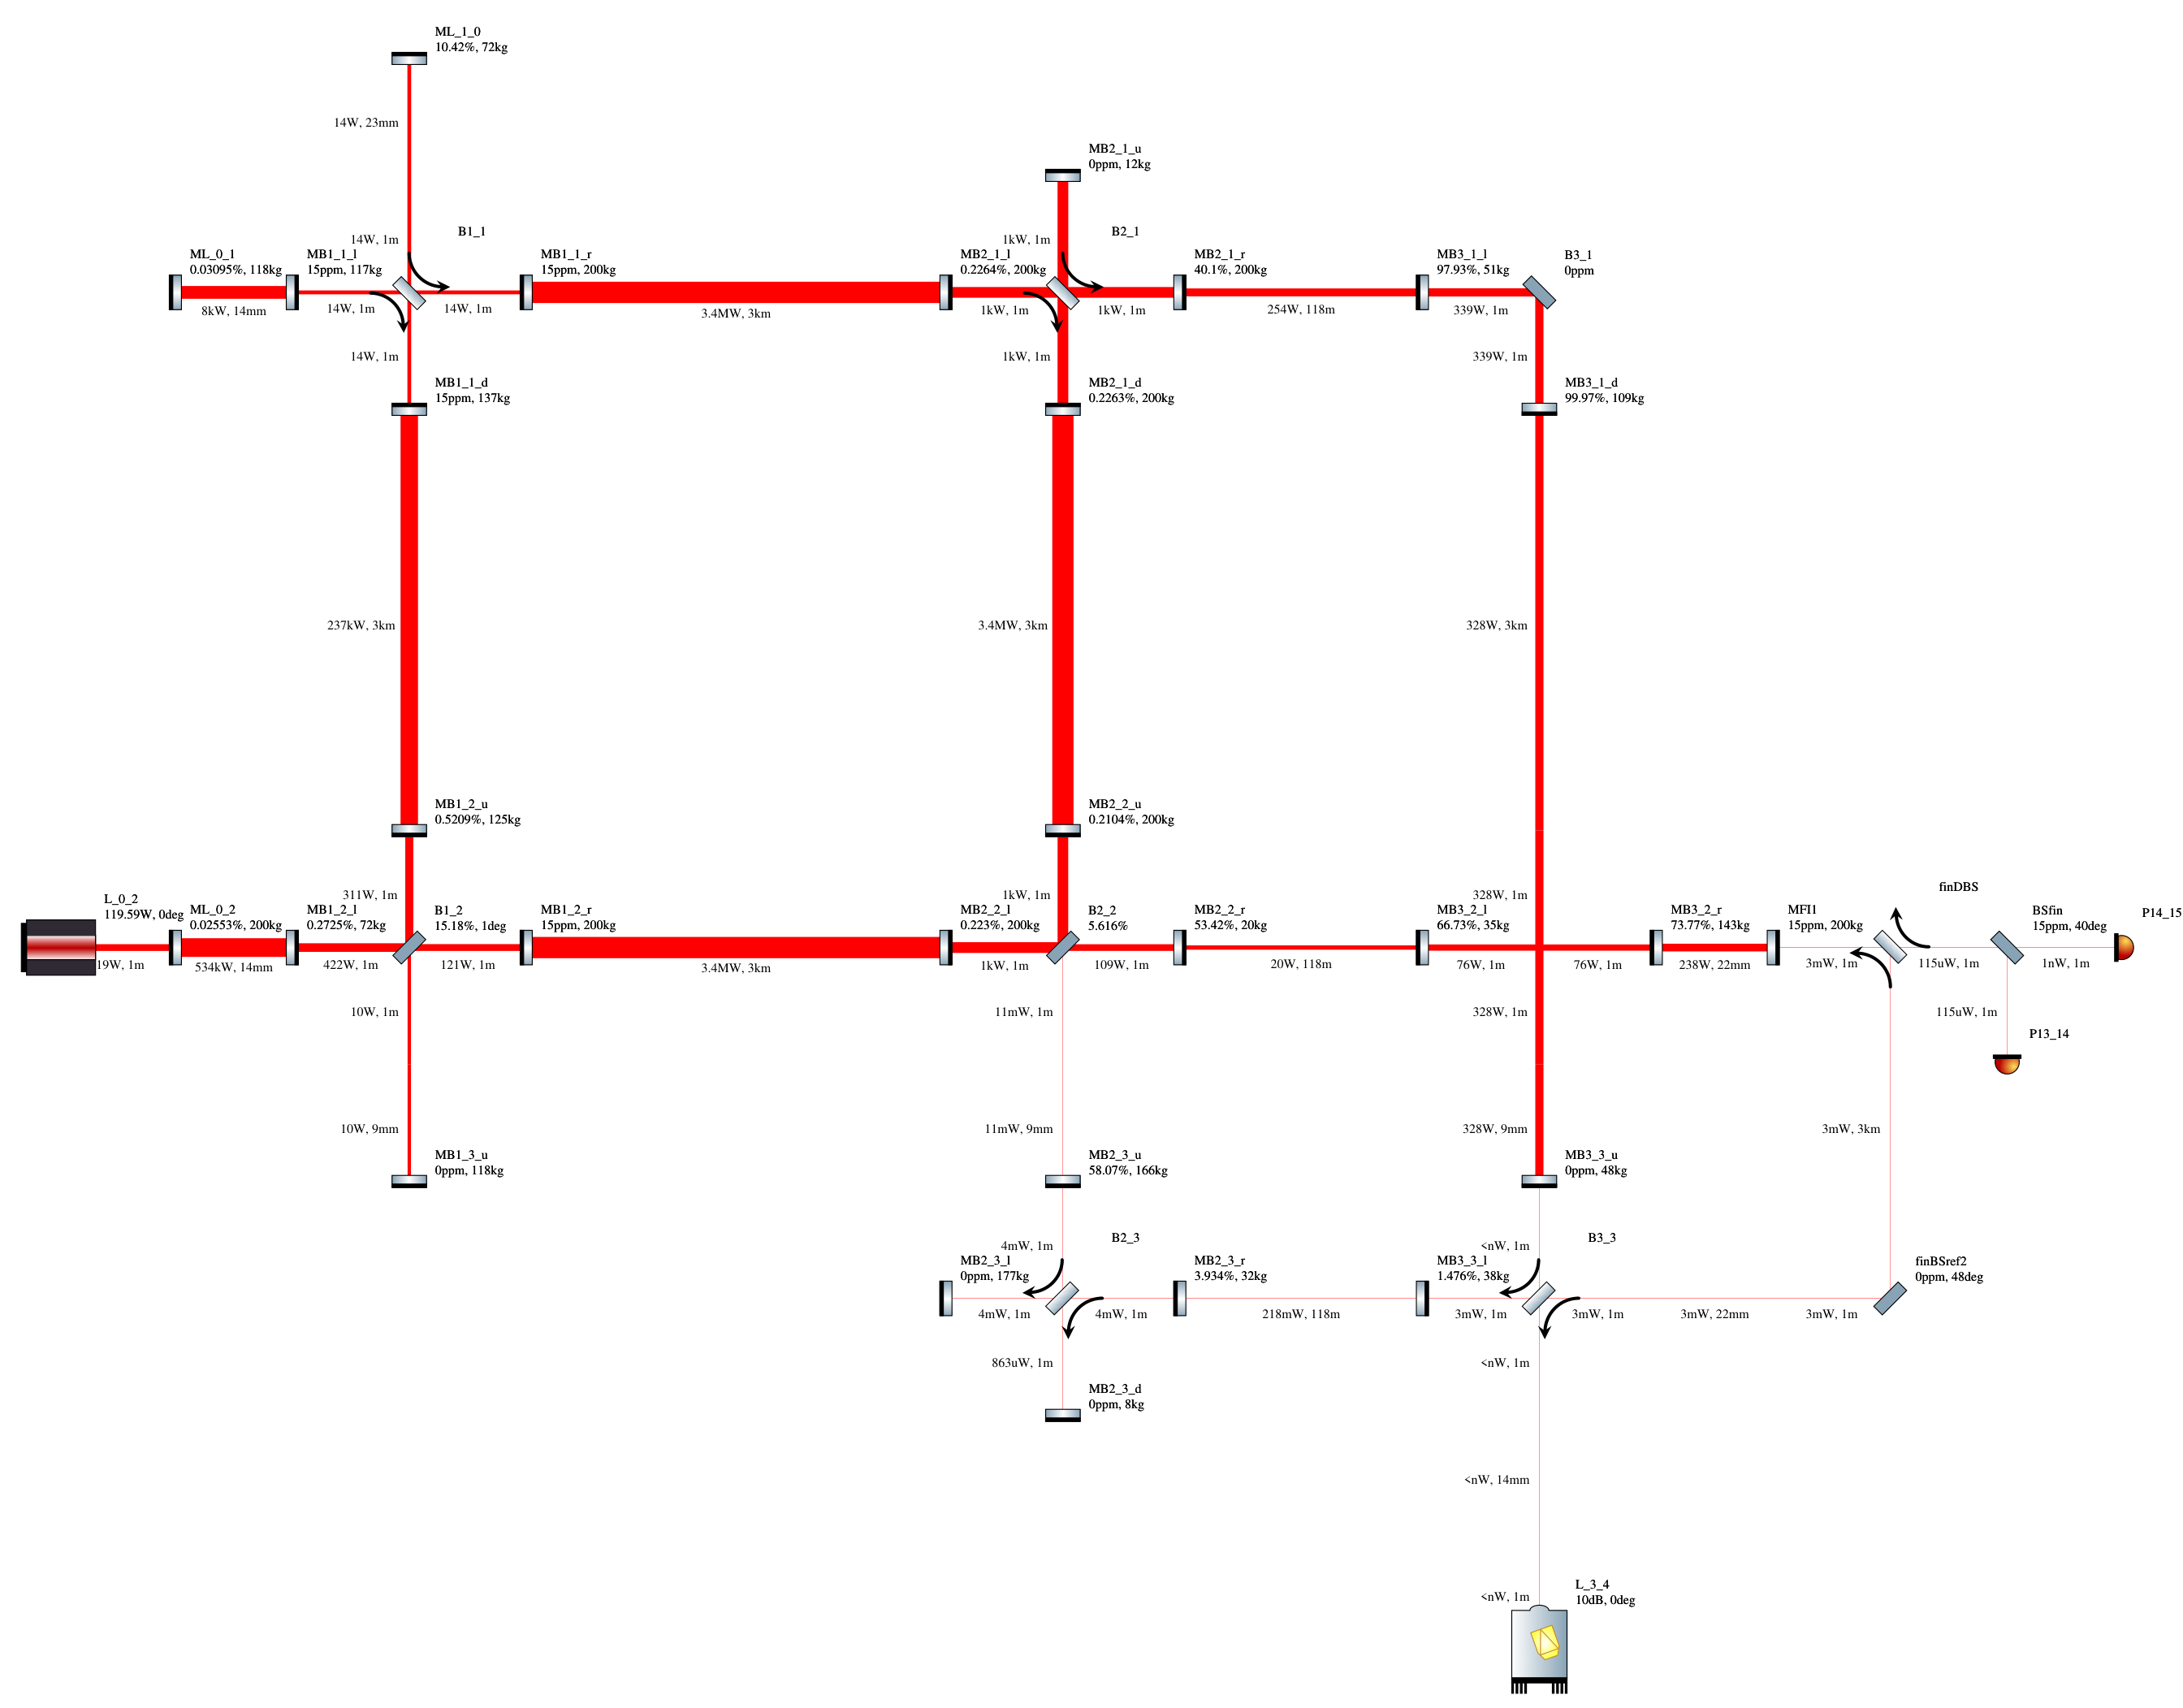 ML_1_0
10.42%, 72kg
14W, 23mm
MB2_1_u
0ppm, 12kg
14W, 1m
B1_1
1kW, 1m
B2_1
ML_0_1
0.03095%, 118kg
MB1_1_l
15ppm, 117kg
MB1_1_r
15ppm, 200kg
MB2_1_l
0.2264%, 200kg
MB2_1_r
40.1%, 200kg
MB3_1_l
97.93%, 51kg
B3_1
0ppm
8kW, 14mm
14W, 1m
14W, 1m
3.4MW, 3km
1kW, 1m
1kW, 1m
254W, 118m
339W, 1m
14W, 1m
1kW, 1m
339W, 1m
MB1_1_d
15ppm, 137kg
MB2_1_d
0.2263%, 200kg
MB3_1_d
99.97%, 109kg
237kW, 3km
3.4MW, 3km
328W, 3km
MB1_2_u
0.5209%, 125kg
MB2_2_u
0.2104%, 200kg
311W, 1m
1kW, 1m
328W, 1m
finDBS
L_0_2
119.59W, 0deg
ML_0_2
0.02553%, 200kg
MB1_2_l
0.2725%, 72kg
B1_2
15.18%, 1deg
MB1_2_r
15ppm, 200kg
MB2_2_l
0.223%, 200kg
B2_2
5.616%
MB2_2_r
53.42%, 20kg
MB3_2_l
66.73%, 35kg
MB3_2_r
73.77%, 143kg
MFI1
15ppm, 200kg
BSfin
15ppm, 40deg
P14_15
19W, 1m
534kW, 14mm
422W, 1m
121W, 1m
3.4MW, 3km
1kW, 1m
109W, 1m
20W, 118m
76W, 1m
76W, 1m
238W, 22mm
3mW, 1m
115uW, 1m
1nW, 1m
10W, 1m
11mW, 1m
328W, 1m
115uW, 1m
P13_14
10W, 9mm
11mW, 9mm
328W, 9mm
3mW, 3km
MB1_3_u
0ppm, 118kg
MB2_3_u
58.07%, 166kg
MB3_3_u
0ppm, 48kg
4mW, 1m
B2_3
<nW, 1m
B3_3
MB2_3_l
0ppm, 177kg
MB2_3_r
3.934%, 32kg
MB3_3_l
1.476%, 38kg
finBSref2
0ppm, 48deg
4mW, 1m
4mW, 1m
218mW, 118m
3mW, 1m
3mW, 1m
3mW, 22mm
3mW, 1m
863uW, 1m
<nW, 1m
MB2_3_d
0ppm, 8kg
<nW, 14mm
<nW, 1m
L_3_4
10dB, 0deg